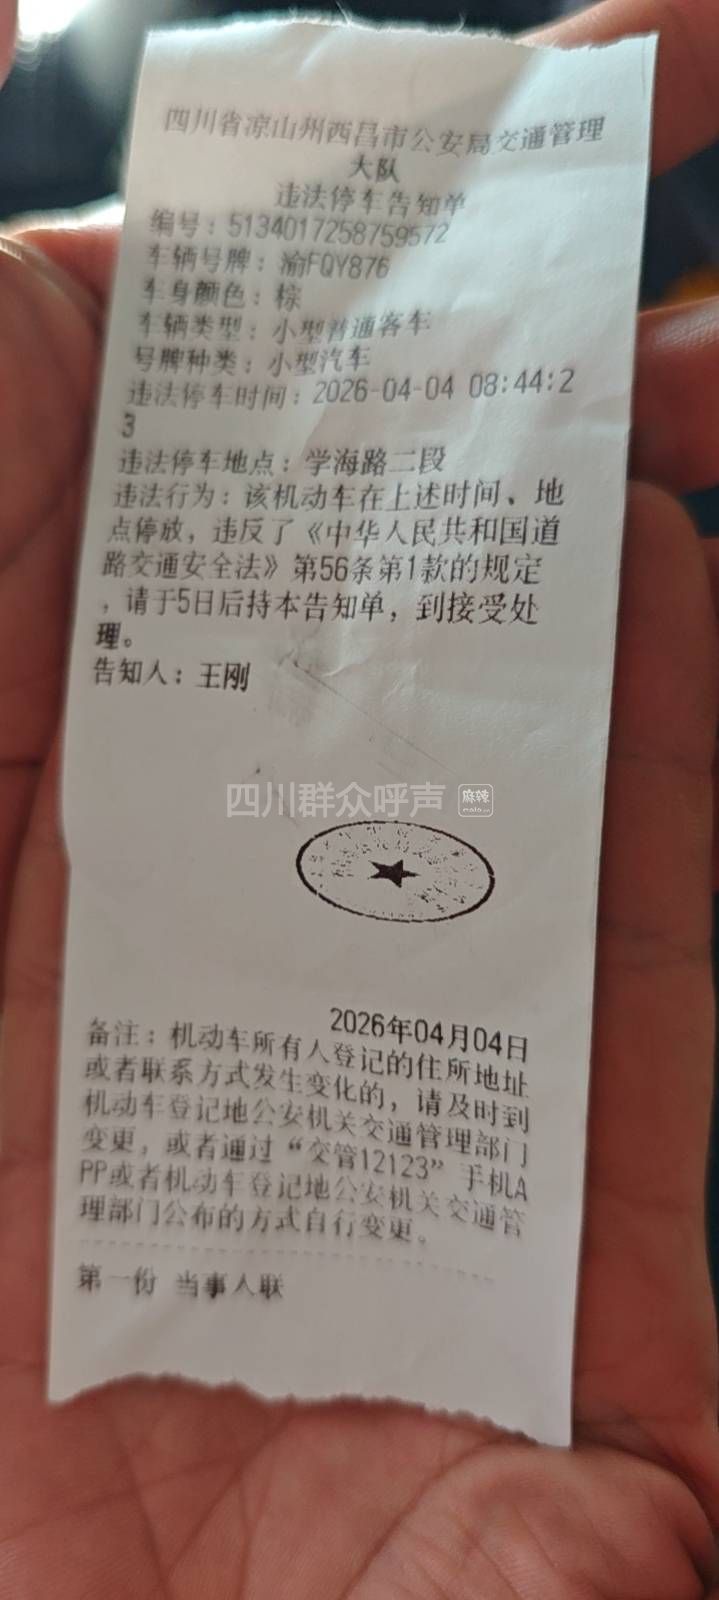 四川省凉山州西昌市公安局交通管理
大队
违法停车告知单
编号：5134017258759572
车辆号牌：渝FQY876
车身颜色：棕
车辆类型：小型普通客车
号牌种类：小型汽车
违法停车时间：2026-04-04 08:44:2
3
违法停车地点：学海路二段
违法行为：该机动车在上述时间、地
点停放，违反了《中华人民共和国道
路交通安全法》第56条第1款的规定
，请于5日后持本告知单，到接受处
理。
告知人：王刚
四川群众呼声 麻辣
2026年04月04日
备注：机动车所有人登记的住所地址
或者联系方式发生变化的，请及时到
机动车登记地公安机关交通管理部门
变更，或者通过“交管12123”手机A
PP或者机动车登记地公安机关交通管
理部门公布的方式自行变更。
第一份 当事人联